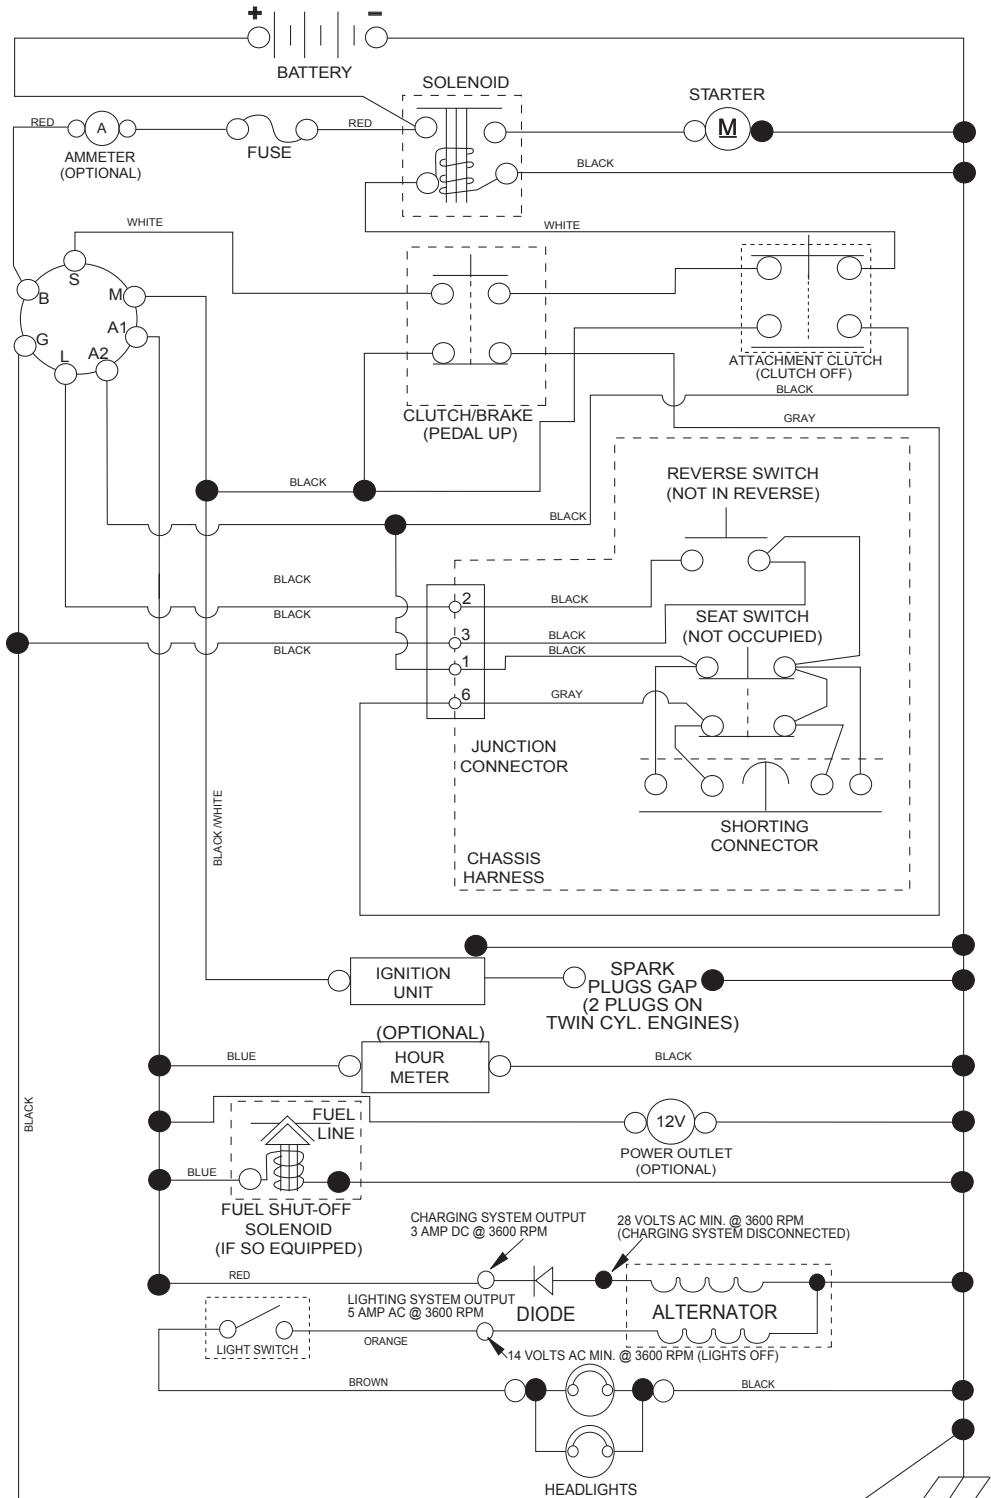 + -
BATTERY
SOLENOID
STARTER
RED
A
RED
M
FUSE
AMMETER
(OPTIONAL)
BLACK
WHITE
WHITE
S
B
M
G
A1
L
A2
ATTACHMENT CLUTCH
(CLUTCH OFF)
BLACK
CLUTCH/BRAKE
(PEDAL UP)
GRAY
REVERSE SWITCH
(NOT IN REVERSE)
BLACK
BLACK
BLACK
2
BLACK
BLACK
SEAT SWITCH
(NOT OCCUPIED)
3
BLACK
BLACK
BLACK
1
6
GRAY
JUNCTION
CONNECTOR
BLACK/WHITE
SHORTING
CONNECTOR
CHASSIS
HARNESS
IGNITION
UNIT
SPARK
PLUGS GAP
(2 PLUGS ON
TWIN CYL. ENGINES)
(OPTIONAL)
HOUR
METER
BLUE
BLACK
BLACK
FUEL
LINE
12V
POWER OUTLET
(OPTIONAL)
BLUE
FUEL SHUT-OFF
SOLENOID
(IF SO EQUIPPED)
CHARGING SYSTEM OUTPUT
3 AMP DC @ 3600 RPM
28 VOLTS AC MIN. @ 3600 RPM
(CHARGING SYSTEM DISCONNECTED)
RED
LIGHTING SYSTEM OUTPUT
5 AMP AC @ 3600 RPM
DIODE
ALTERNATOR
LIGHT SWITCH
ORANGE
14 VOLTS AC MIN. @ 3600 RPM (LIGHTS OFF)
BROWN
BLACK
HEADLIGHTS